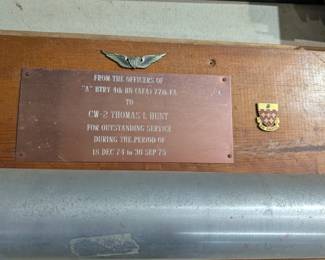 FROM THE OFFICERS OF
"A" BTRY 4th BN (AFA) 77th FA
TO
CW-2 THOMAS L HUNT
FOR OUTSTANDING SERVICE
DURING THE PERIOD OF
18 DEC 74 to 30 SEP 75